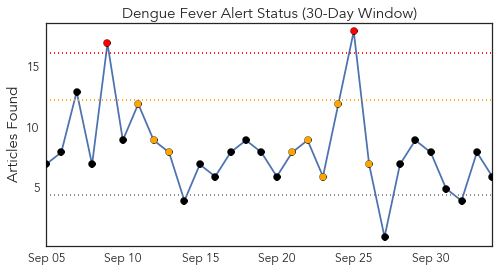 Dengue Fever Alert Status (30-Day Window)
Articles Found
15
10
5
Sep 05
Sep 10
Sep 15
Sep 20
Sep 25
Sep 30